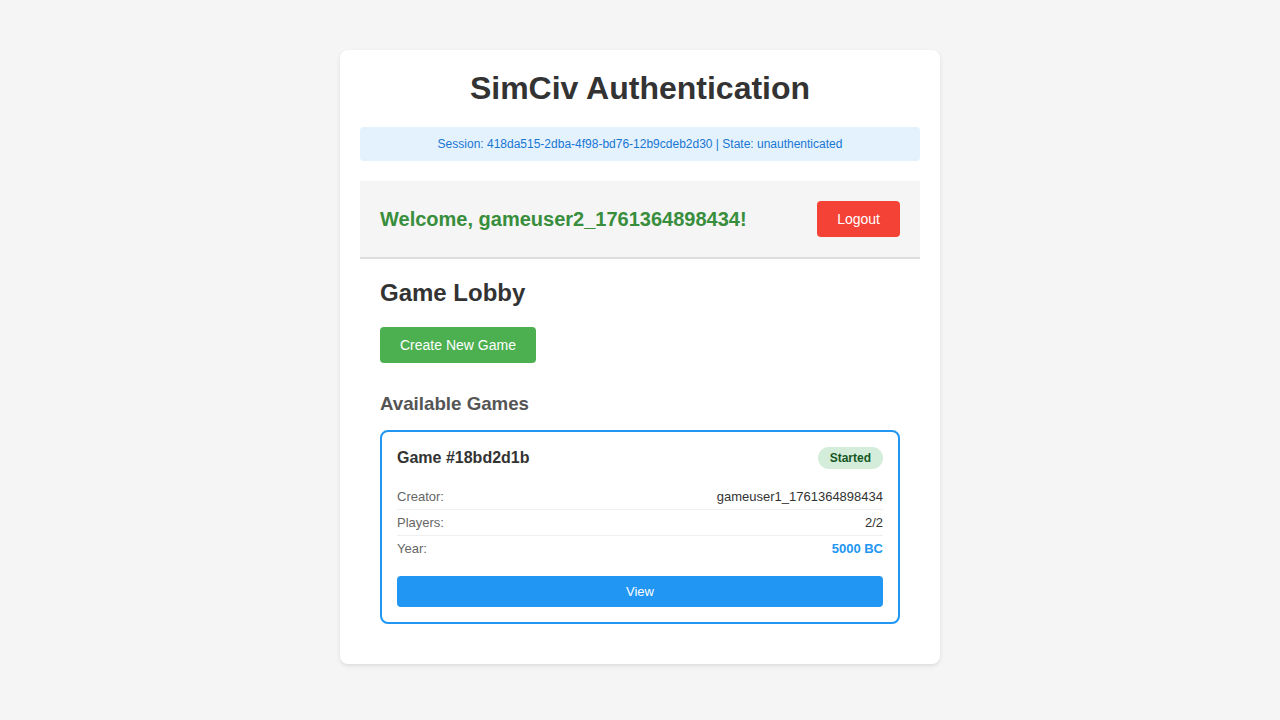 SimCiv Authentication
Session: 418da515-2dba-4f98-bd76-12b9cdeb2d30 | State: unauthenticated
Welcome, gameuser2_1761364898434!
Logout
Game Lobby
Create New Game
Available Games
Game #18bd2d1b
Started
Creator: gameuser1_1761364898434
Players: 2/2
Year: 5000 BC
View